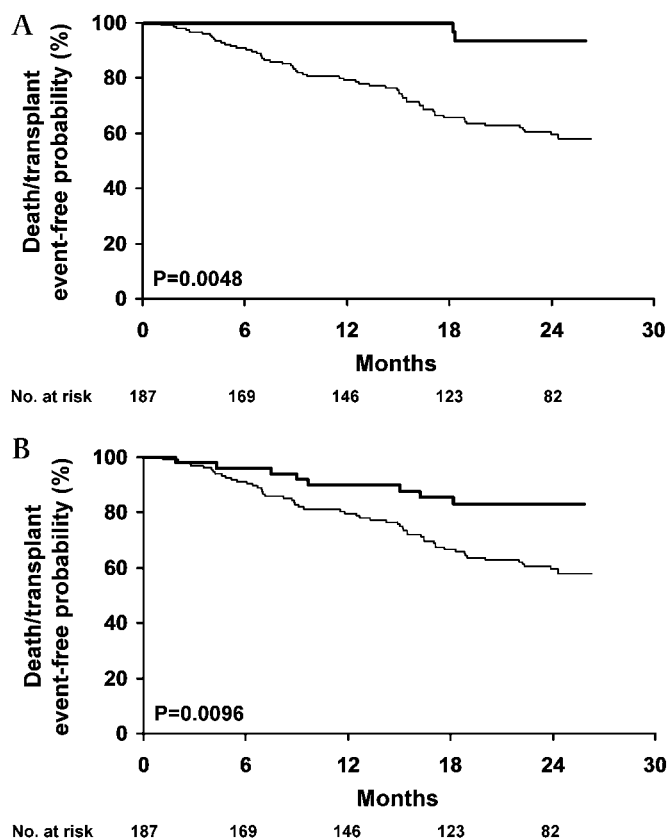 A
Death/transplant
event-free probability (%)
100
80
60
40
20
0
P=0.0048
0 6 12 18 24 30
Months
No. at risk 187 169 146 123 82
B
Death/transplant
event-free probability (%)
100
80
60
40
20
0
P=0.0096
0 6 12 18 24 30
Months
No. at risk 187 169 146 123 82